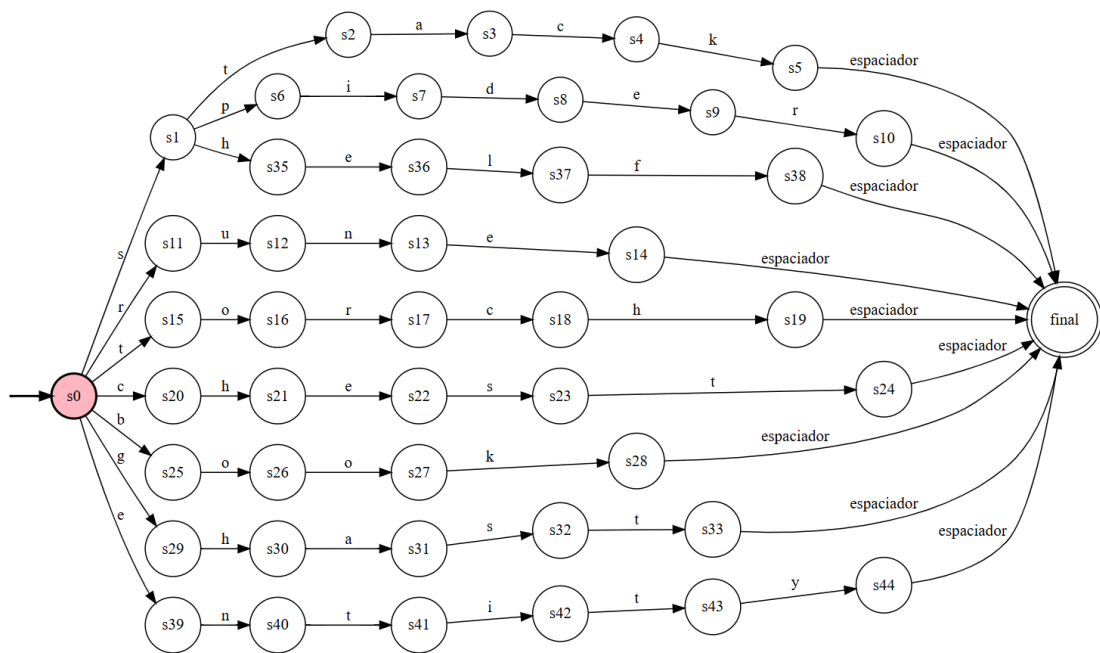 s2 a s3 c s4 k s5 espaciador
t
s6 i s7 d s8 e s9 r s10 espaciador
p
s1
h s35 e s36 l s37 f s38 espaciador
s
s11 u s12 n s13 e s14 espaciador
r
s15 o s16 r s17 c s18 h s19 espaciador final
t
s0 c s20 h s21 e s22 s s23 t s24 espaciador
b
s25 o s26 o s27 k s28 espaciador
g
s29 h s30 a s31 s s32 t s33 espaciador
e
s39 n s40 t s41 i s42 t s43 y s44 espaciador